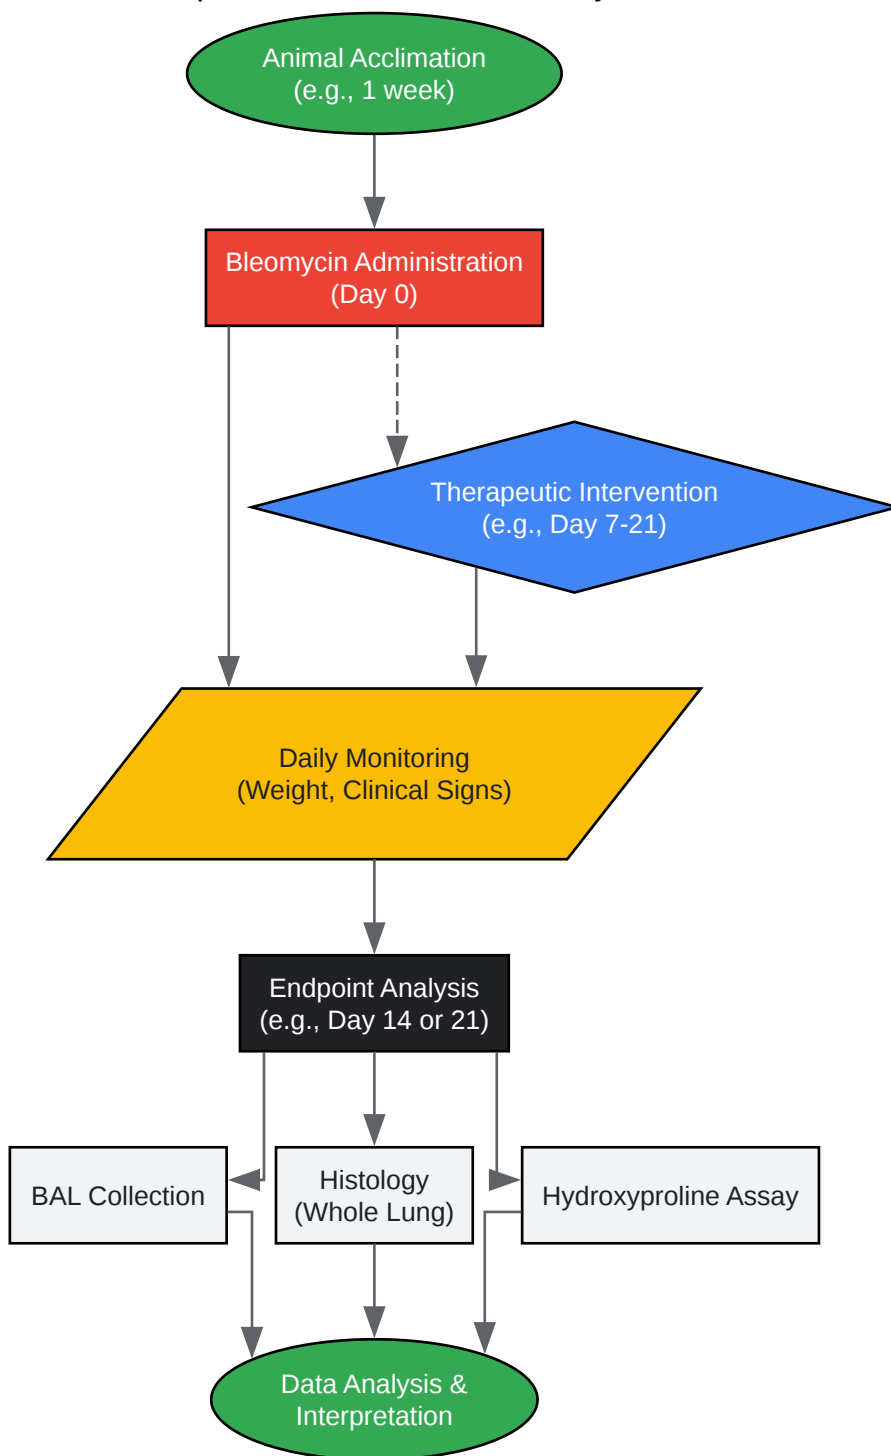 Animal Acclimation
(e.g., 1 week)
Bleomycin Administration
(Day 0)
Therapeutic Intervention
(e.g., Day 7-21)
Daily Monitoring
(Weight, Clinical Signs)
Endpoint Analysis
(e.g., Day 14 or 21)
BAL Collection
Histology
(Whole Lung)
Hydroxyproline Assay
Data Analysis &
Interpretation